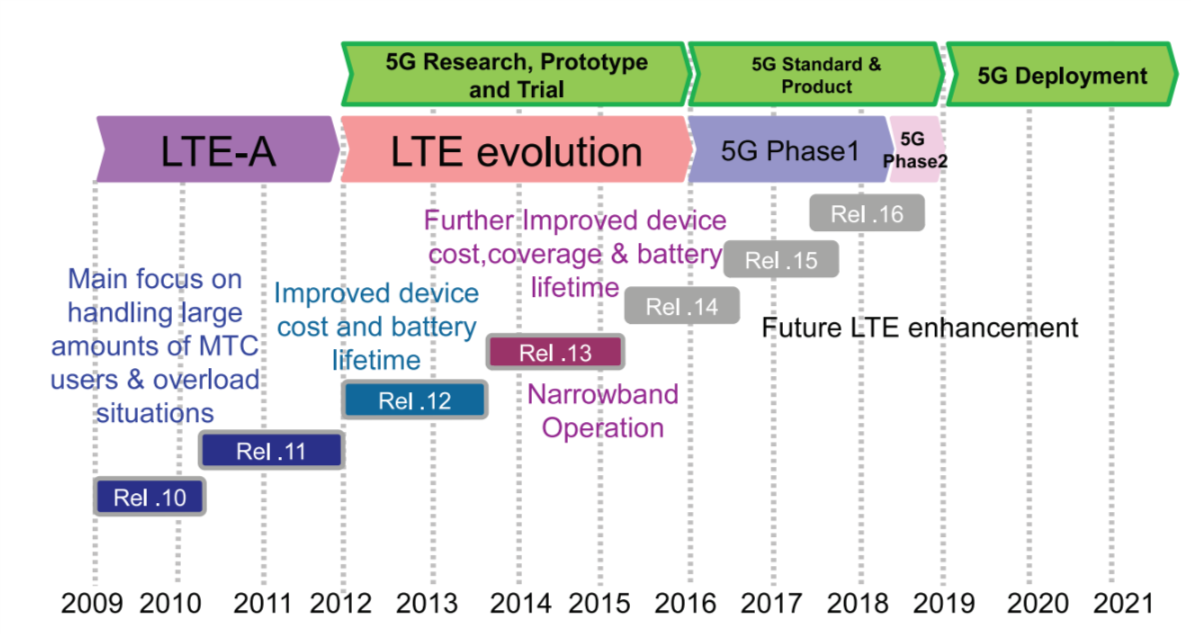 5G Research, Prototype
and Trial
5G Standard &
Product
5G Deployment
LTE-A
LTE evolution
5G Phase1
5G
Phase2
Further Improved device
cost,coverage & battery
lifetime
Rel .16
Rel .15
Rel .14
Future LTE enhancement
Main focus on
handling large
amounts of MTC
users & overload
situations
Improved device
cost and battery
lifetime
Rel .13
Narrowband
Operation
Rel .12
Rel .11
Rel .10
2009 2010 2011 2012 2013 2014 2015 2016 2017 2018 2019 2020 2021